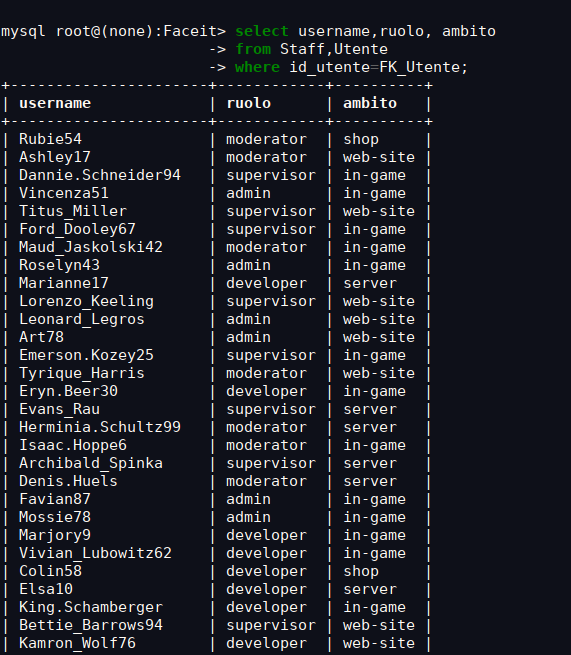 mysql root@(none):Faceit> select username,ruolo, ambito
-> from Staff,Utente
-> where id_utente=FK_Utente;
+----------------------+------------+----------+
| username | ruolo | ambito |
+----------------------+------------+----------+
| Rubie54 | moderator | shop |
| Ashley17 | moderator | web-site |
| Dannie.Schneider94 | supervisor | in-game |
| Vincenza51 | admin | in-game |
| Titus_Miller | supervisor | web-site |
| Ford_Dooley67 | supervisor | in-game |
| Maud_Jaskolski42 | moderator | in-game |
| Roselyn43 | admin | in-game |
| Marianne17 | developer | server |
| Lorenzo_Keeling | supervisor | web-site |
| Leonard_Legros | admin | web-site |
| Art78 | admin | web-site |
| Emerson.Kozey25 | supervisor | in-game |
| Tyrique_Harris | moderator | web-site |
| Eryn.Beer30 | developer | in-game |
| Evans_Rau | supervisor | server |
| Herminia.Schultz99 | moderator | server |
| Isaac.Hoppe6 | moderator | in-game |
| Archibald_Spinka | supervisor | server |
| Denis.Huels | moderator | server |
| Favian87 | admin | in-game |
| Mossie78 | admin | in-game |
| Marjory9 | developer | in-game |
| Vivian_Lubowitz62 | developer | in-game |
| Colin58 | developer | shop |
| Elsa10 | developer | server |
| King.Schamberger | developer | in-game |
| Bettie_Barrows94 | supervisor | web-site |
| Kamron_Wolf76 | developer | web-site |